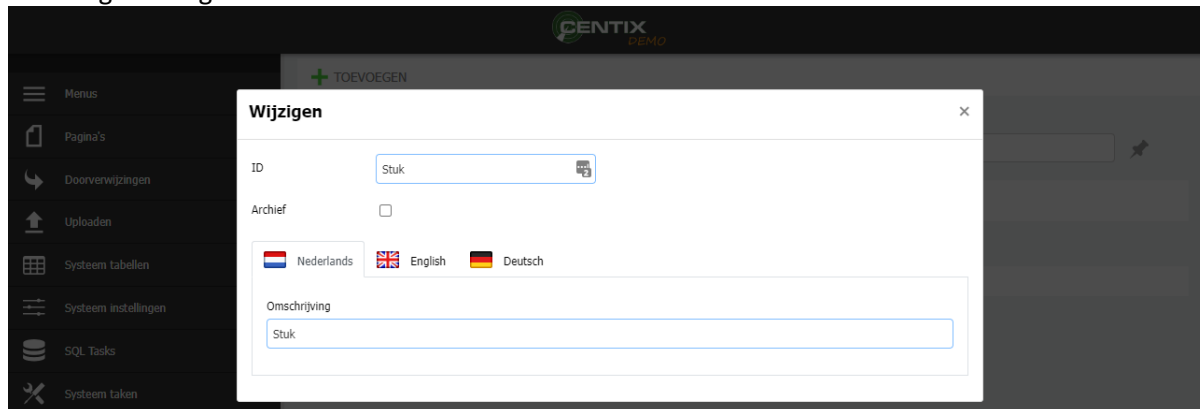 CENTIX
DEMO
TOEVOEGEN
Menus
Wijzigen
Pagina's
ID
Stuk
Doorverwijzingen
Archief
Uploaden
Nederlands English Deutsch
Systeem tabellen
Omschrijving
Systeem instellingen
Stuk
SQL Tasks
Systeem taken